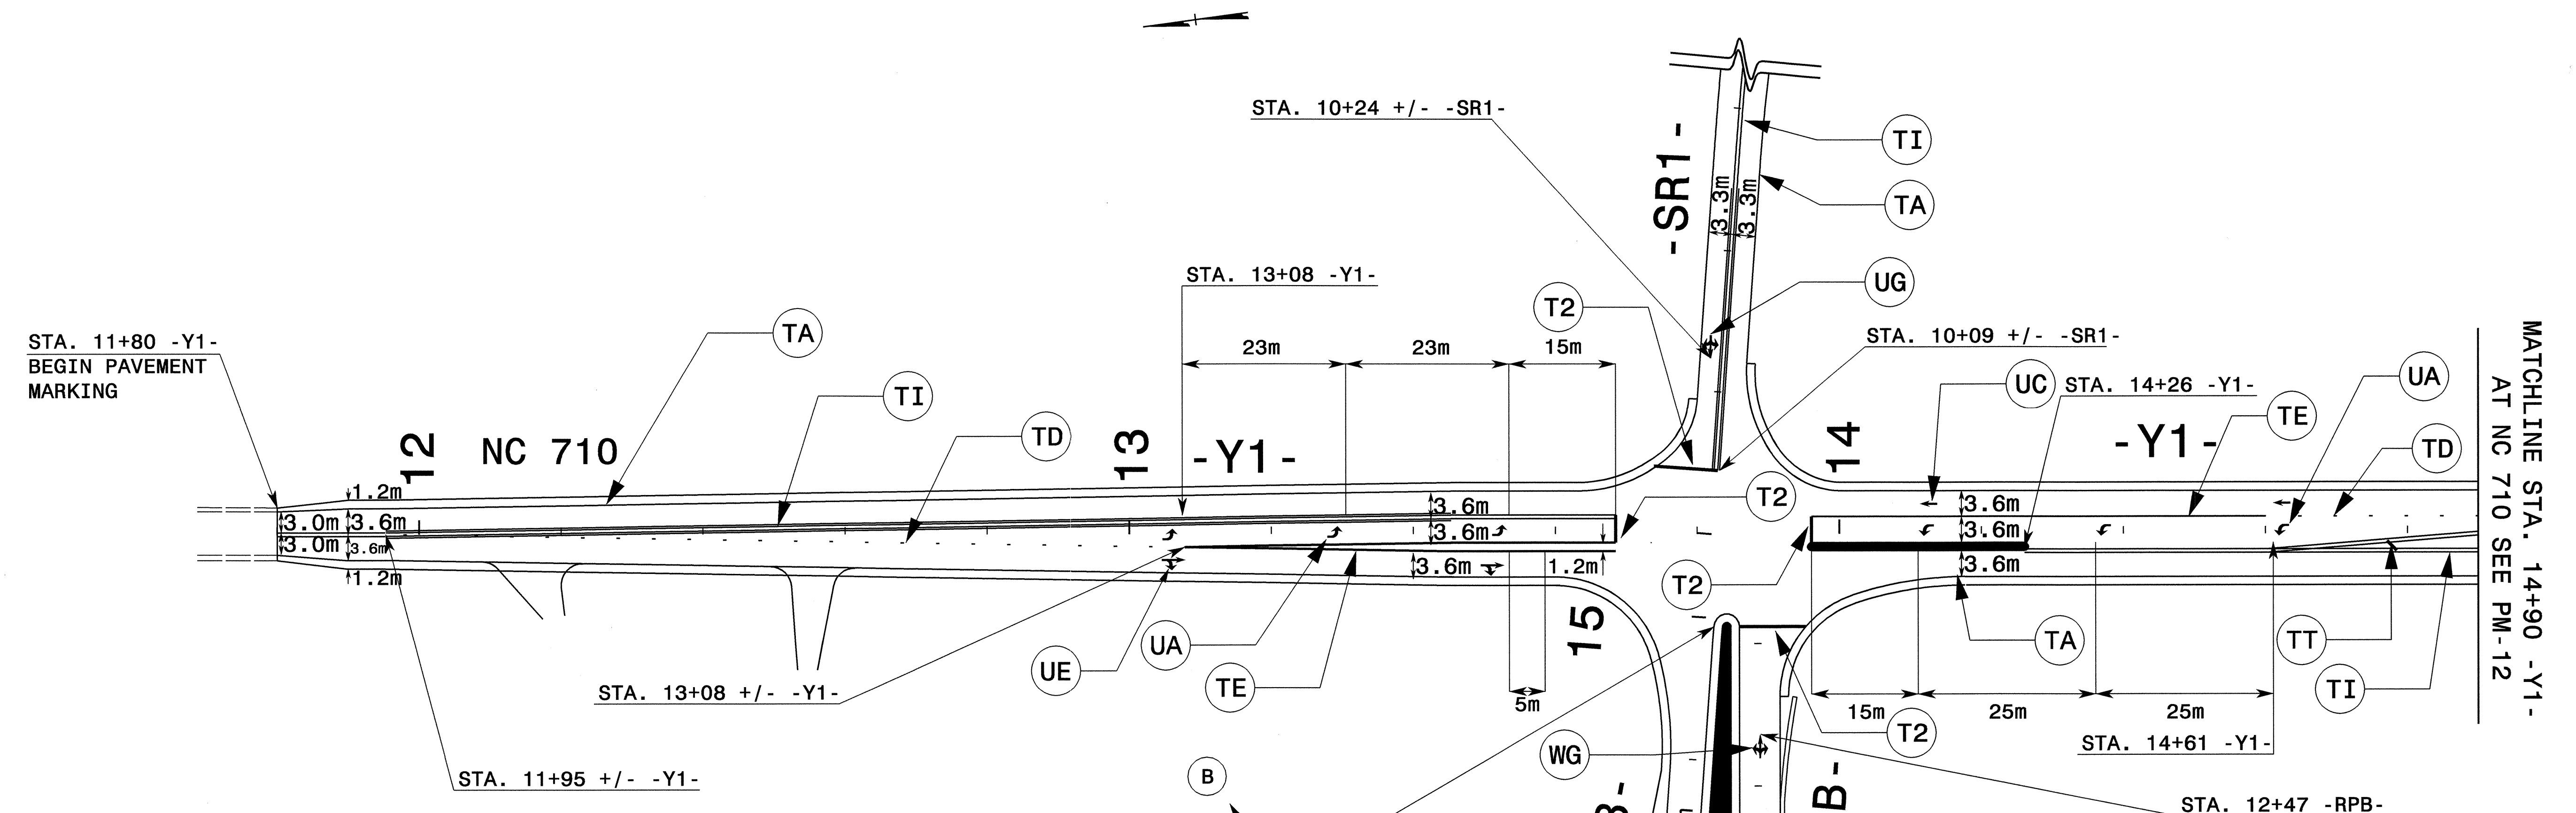 STA. 10+24 +/- -SR1-
-SR1-
TI
3.3m
3.3m
TA
STA. 13+08 -Y1-
UG
T2
STA. 11+80 -Y1-
BEGIN PAVEMENT
MARKING
TA
23m
23m
15m
STA. 10+09 +/- -SR1-
UC
STA. 14+26 -Y1-
UA
TI
TE
TD
12
NC 710
13
-Y1-
14
-Y1-
TD
MATCHLINE STA. 14+90 -Y1-
AT NC 710 SEE PM-12
1.2m
3.0m
3.6m
3.0m
3.6m
1.2m
3.6m
3.6m
T2
3.6m
3.6m
3.6m
3.6m
1.2m
T2
15
UA
UE
TE
TA
TT
TI
STA. 13+08 +/- -Y1-
5m
15m
25m
25m
T2
STA. 14+61 -Y1-
WG
STA. 11+95 +/- -Y1-
B
B-
B-
STA. 12+47 -RPB-